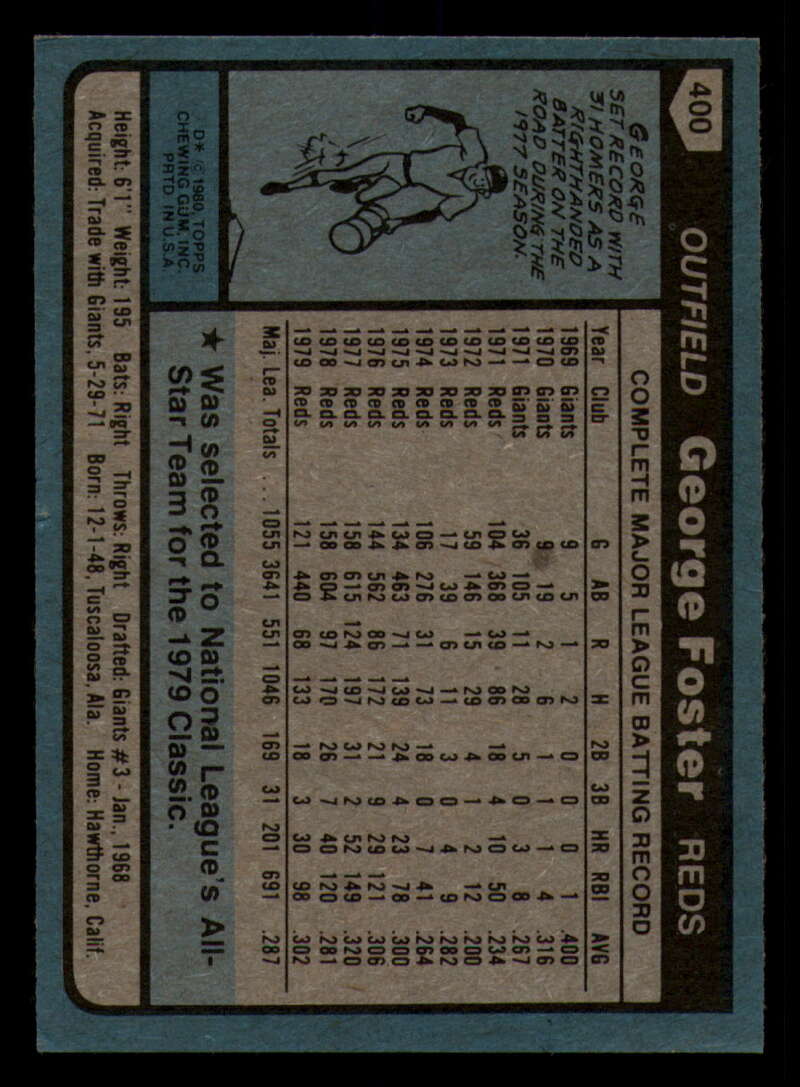 400 OUTFIELD George Foster REDS
GEORGE
SET RECORD WITH
31 HOMERS AS A
RIGHTHANDED
BATTER ON THE
ROAD DURING THE
1977 SEASON.
D* © 1980 TOPPS
CHEWING GUM, INC.
PRTD. IN U.S.A.
COMPLETE MAJOR LEAGUE BATTING RECORD
Year Club G AB R H 2B 3B HR RBI AVG
1969 Giants 9 5 1 2 0 0 0 1 .400
1970 Giants 9 19 2 6 1 1 1 4 .316
1971 Giants 36 105 11 28 5 0 3 8 .267
1971 Reds 104 368 39 86 18 4 10 50 .234
1972 Reds 59 146 15 29 4 1 2 12 .200
1973 Reds 17 39 6 11 3 0 4 9 .282
1974 Reds 106 276 31 73 18 0 7 41 .264
1975 Reds 134 463 71 139 24 4 23 78 .300
1976 Reds 144 562 86 172 21 9 29 121 .306
1977 Reds 158 615 124 197 31 2 52 149 .320
1978 Reds 158 604 97 170 26 7 40 120 .281
1979 Reds 121 440 68 133 18 3 30 98 .302
Maj. Lea. Totals ... 1055 3641 551 1046 169 31 201 691 .287
★ Was selected to National League's All-
Star Team for the 1979 Classic.
Height: 6'1" Weight: 195 Bats: Right Throws: Right Drafted: Giants #3 - Jan., 1968
Acquired: Trade with Giants, 5-29-71 Born: 12-1-48, Tuscaloosa, Ala. Home: Hawthorne, Calif.